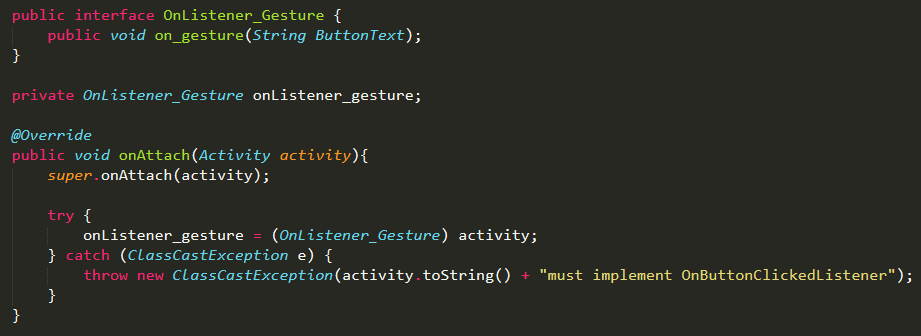 public interface OnListener_Gesture {
    public void on_gesture(String ButtonText);
}

private OnListener_Gesture onListener_gesture;

@Override
public void onAttach(Activity activity){
    super.onAttach(activity);

    try {
        onListener_gesture = (OnListener_Gesture) activity;
    } catch (ClassCastException e) {
        throw new ClassCastException(activity.toString() + "must implement OnButtonClickedListener");
    }
}